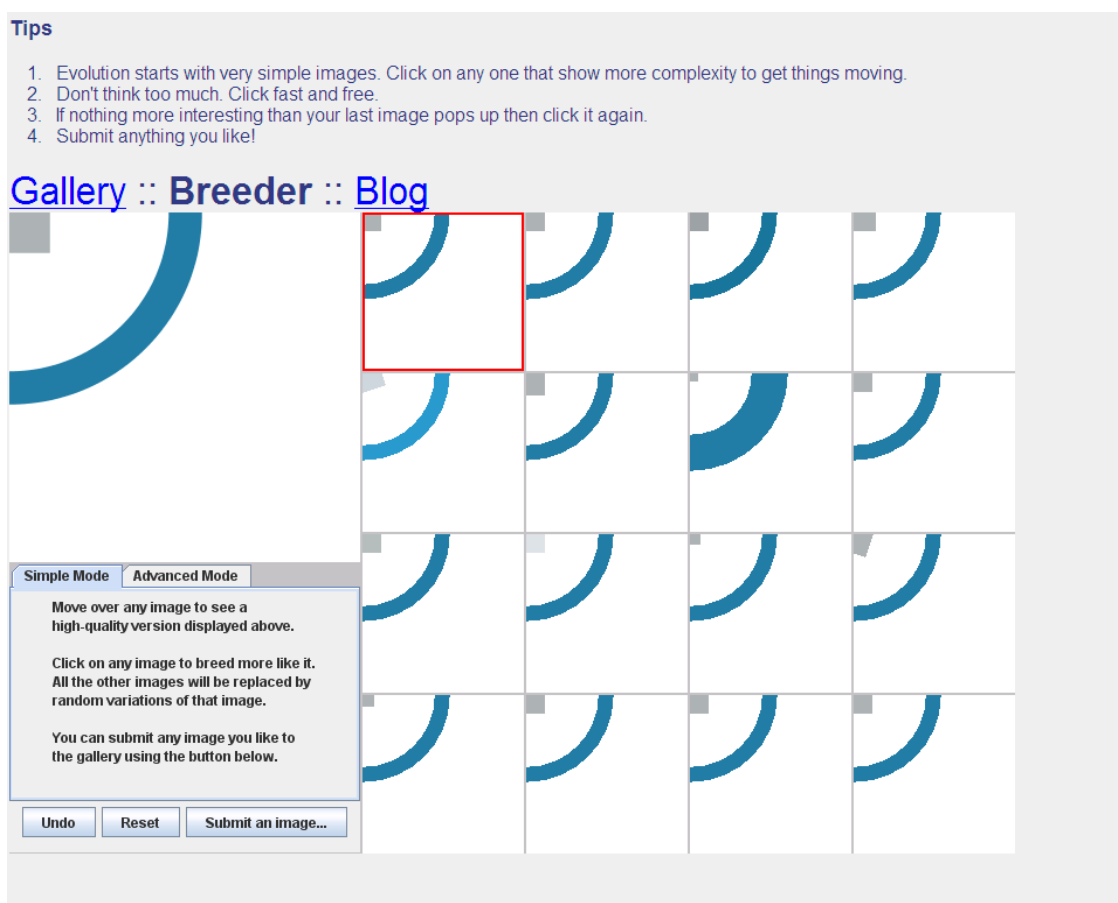 Tips
1. Evolution starts with very simple images. Click on any one that show more complexity to get things moving.
2. Don't think too much. Click fast and free.
3. If nothing more interesting than your last image pops up then click it again.
4. Submit anything you like!
Gallery :: Breeder :: Blog
Simple Mode Advanced Mode
Move over any image to see a
high-quality version displayed above.
Click on any image to breed more like it.
All the other images will be replaced by
random variations of that image.
You can submit any image you like to
the gallery using the button below.
Undo Reset Submit an image...